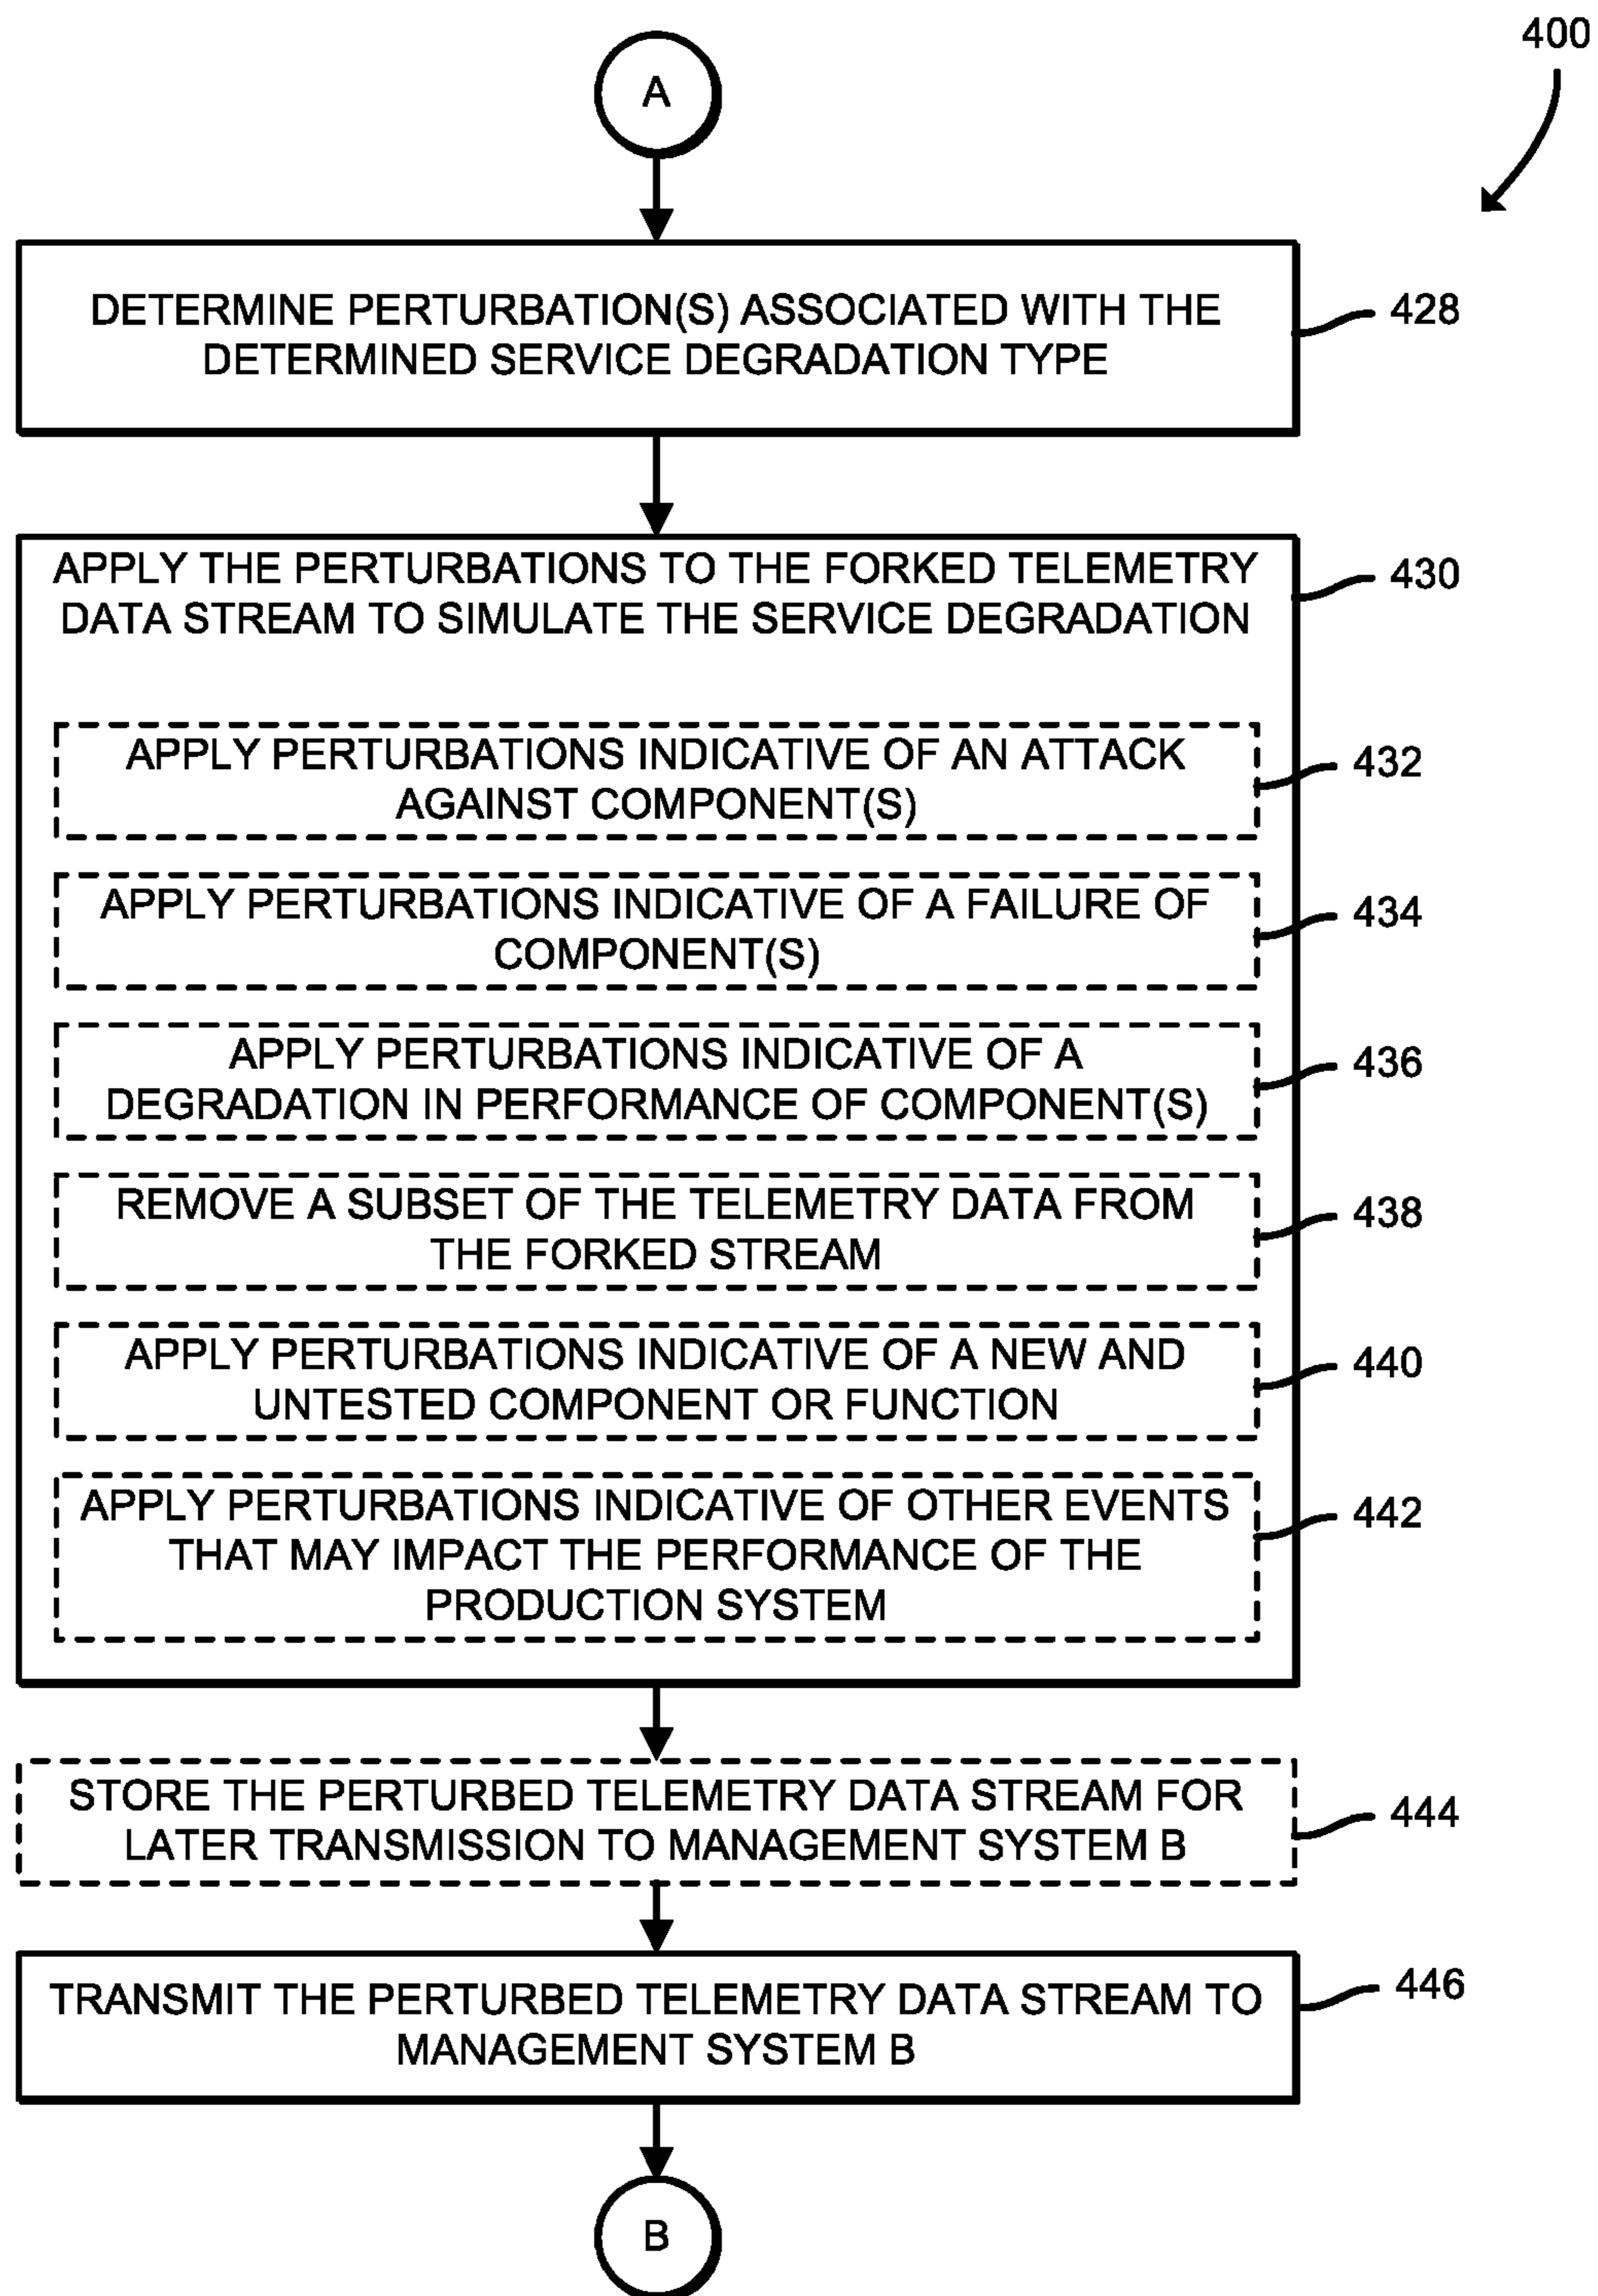 400
A
DETERMINE PERTURBATION(S) ASSOCIATED WITH THE
DETERMINED SERVICE DEGRADATION TYPE
428
APPLY THE PERTURBATIONS TO THE FORKED TELEMETRY
DATA STREAM TO SIMULATE THE SERVICE DEGRADATION
430
APPLY PERTURBATIONS INDICATIVE OF AN ATTACK
AGAINST COMPONENT(S)
432
APPLY PERTURBATIONS INDICATIVE OF A FAILURE OF
COMPONENT(S)
434
APPLY PERTURBATIONS INDICATIVE OF A
DEGRADATION IN PERFORMANCE OF COMPONENT(S)
436
REMOVE A SUBSET OF THE TELEMETRY DATA FROM
THE FORKED STREAM
438
APPLY PERTURBATIONS INDICATIVE OF A NEW AND
UNTESTED COMPONENT OR FUNCTION
440
APPLY PERTURBATIONS INDICATIVE OF OTHER EVENTS
THAT MAY IMPACT THE PERFORMANCE OF THE
PRODUCTION SYSTEM
442
STORE THE PERTURBED TELEMETRY DATA STREAM FOR
LATER TRANSMISSION TO MANAGEMENT SYSTEM B
444
TRANSMIT THE PERTURBED TELEMETRY DATA STREAM TO
MANAGEMENT SYSTEM B
446
B